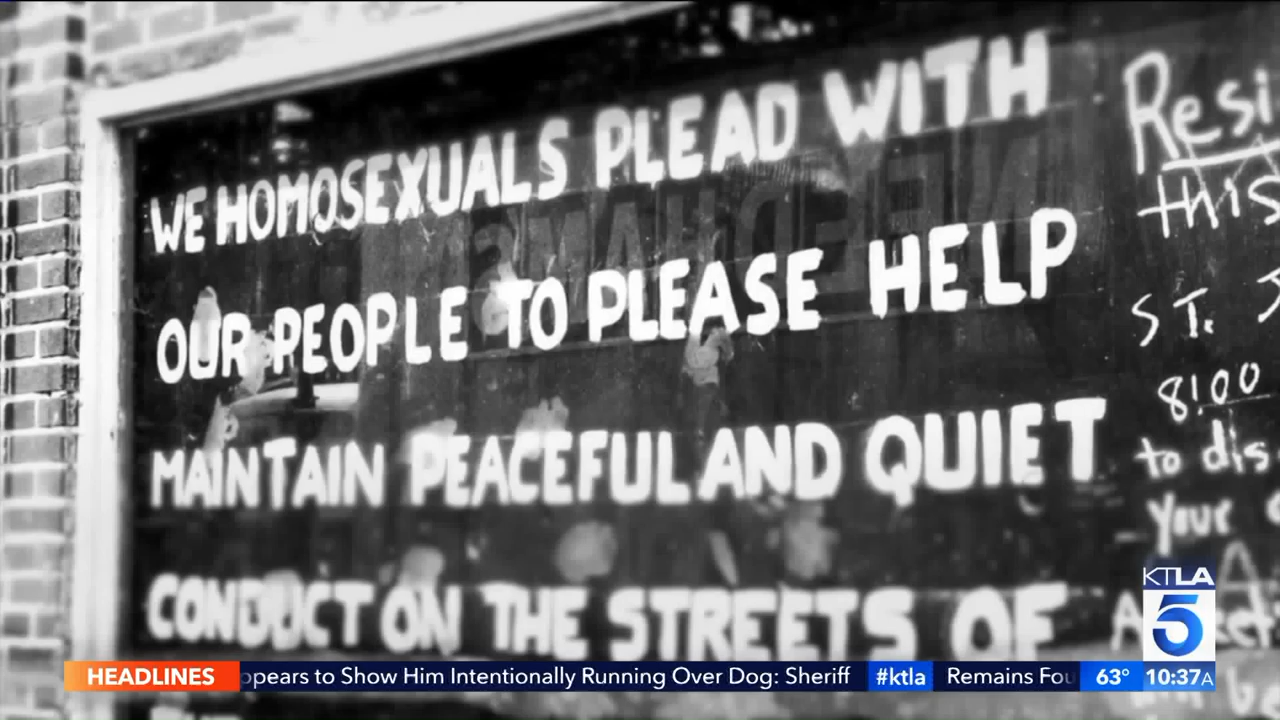 WE HOMOSEXUALS PLEAD WITH
OUR PEOPLE TO PLEASE HELP
MAINTAIN PEACEFUL AND QUIET
CONDUCT ON THE STREETS OF
Resi
this
ST. J
8:00
to dis
your
KTLA
5
HEADLINES
ppears to Show Him Intentionally Running Over Dog: Sheriff
#ktla
Remains Fou
63°
10:37A